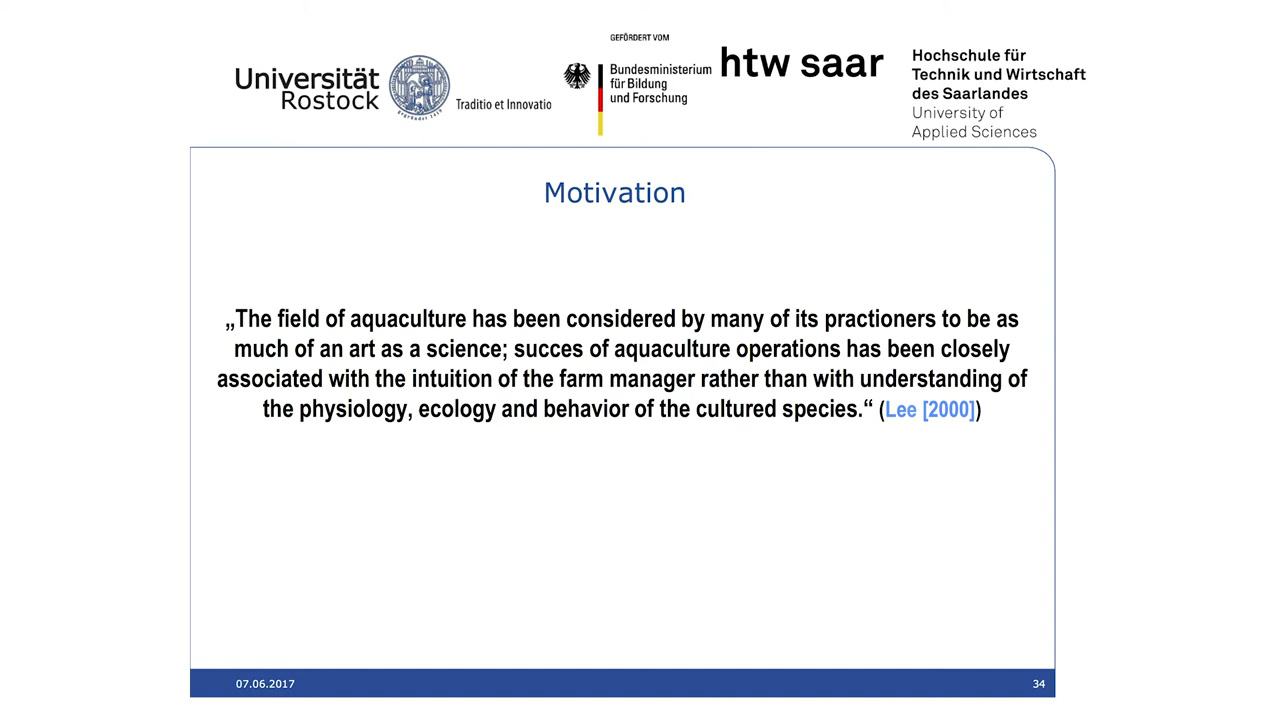 GEFÖRDERT VOM
Universität
Rostock
Traditio et Innovatio
Bundesministerium
für Bildung
und Forschung
htw saar
Hochschule für
Technik und Wirtschaft
des Saarlandes
University of
Applied Sciences
Motivation
„The field of aquaculture has been considered by many of its practioners to be as
much of an art as a science; succes of aquaculture operations has been closely
associated with the intuition of the farm manager rather than with understanding of
the physiology, ecology and behavior of the cultured species.“ (Lee [2000])
07.06.2017
34